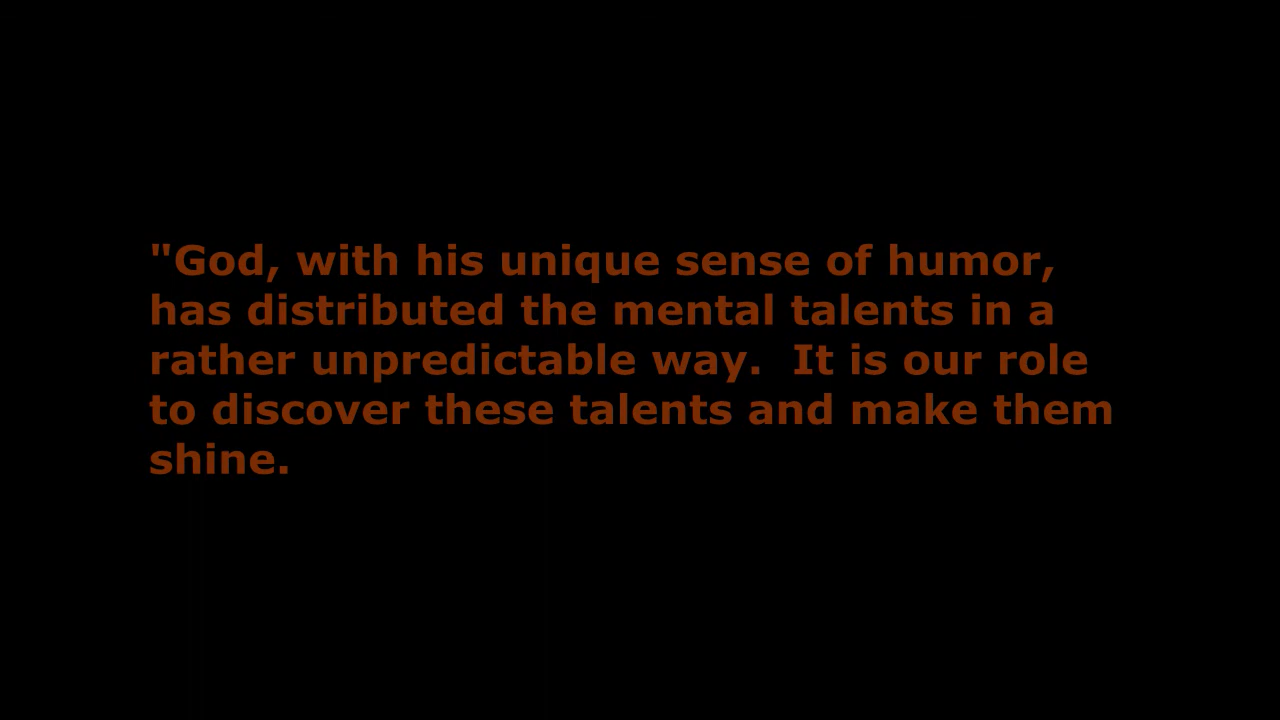 "God, with his unique sense of humor,
has distributed the mental talents in a
rather unpredictable way.  It is our role
to discover these talents and make them
shine.